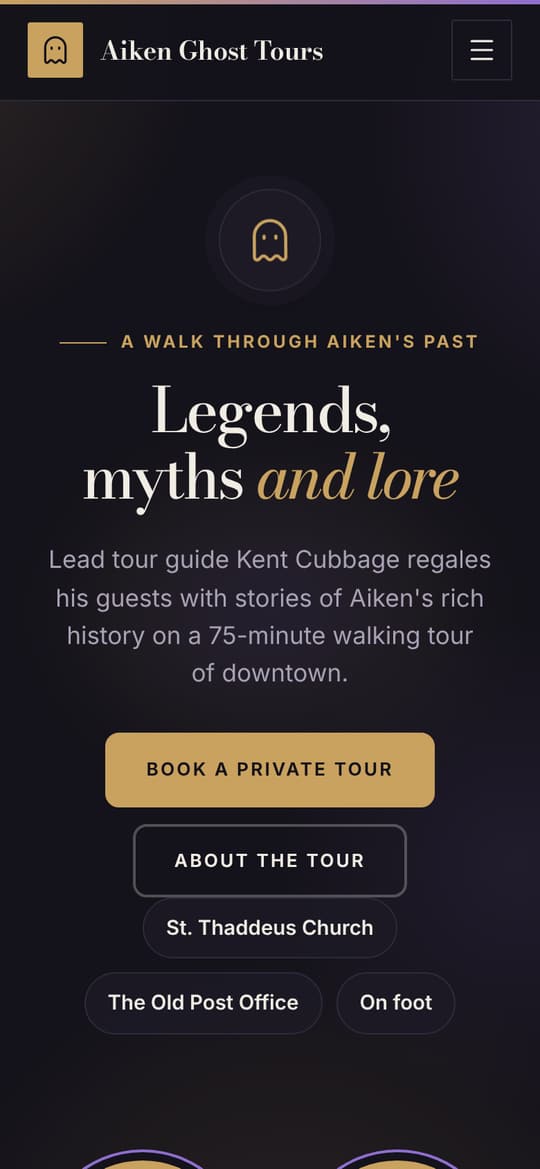 Aiken Ghost Tours
A WALK THROUGH AIKEN'S PAST
Legends,
myths and lore
Lead tour guide Kent Cubbage regales
his guests with stories of Aiken's rich
history on a 75-minute walking tour
of downtown.
BOOK A PRIVATE TOUR
ABOUT THE TOUR
St. Thaddeus Church
The Old Post Office
On foot